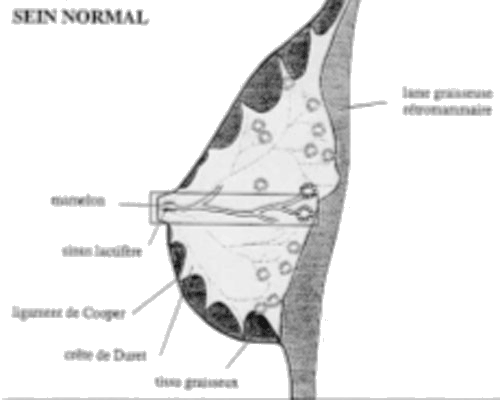 SEIN NORMAL
lame graisseuse
rétromammaire
mamelon
sinus lactifère
ligament de Cooper
crête de Duret
tissu graisseux